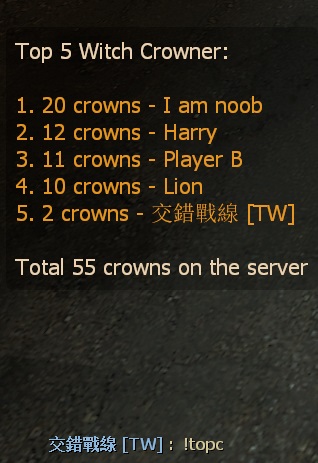 Top 5 Witch Crowner:
1. 20 crowns - I am noob
2. 12 crowns - Harry
3. 11 crowns - Player B
4. 10 crowns - Lion
5. 2 crowns - 交錯戰線 [TW]
Total 55 crowns on the server
交錯戰線 [TW] : !topc